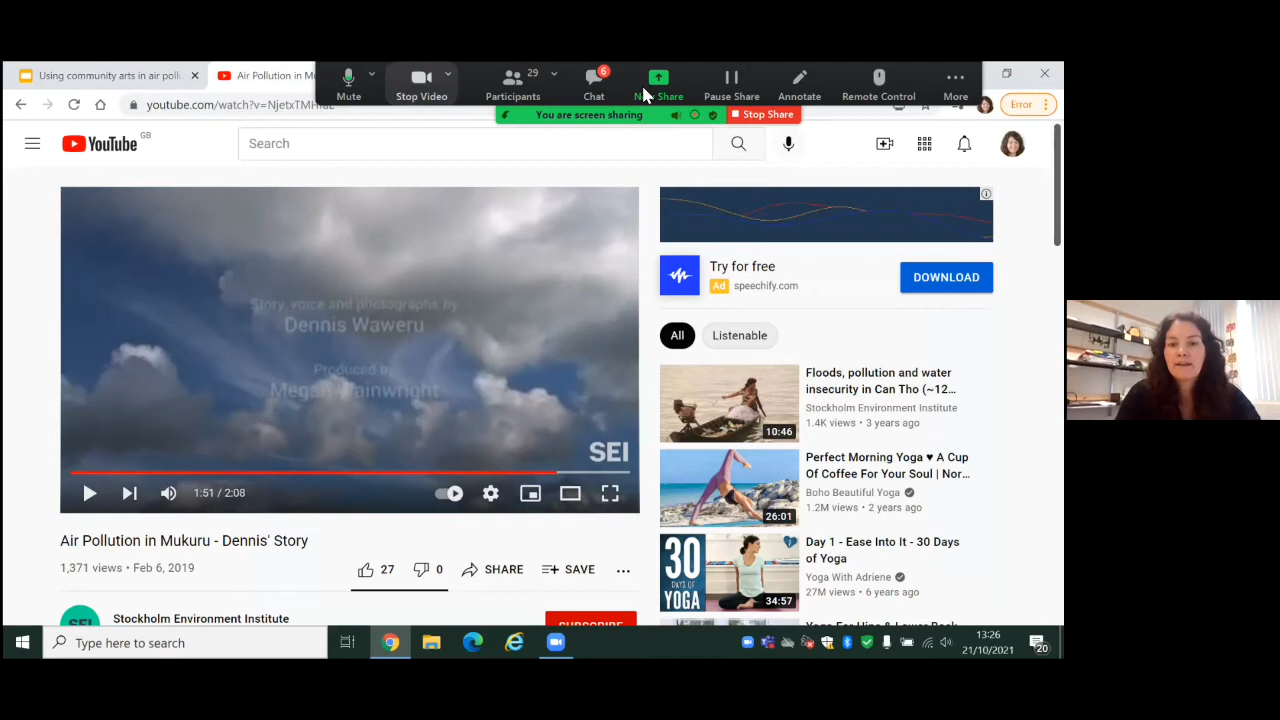 Using community arts in air pollu
Air Pollution in M
Mute
Stop Video
29
Participants
6
Chat
New Share
Pause Share
Annotate
Remote Control
More
You are screen sharing
Stop Share
youtube.com/watch?v=NjetxTMH
Error
YouTube
GB
Search
Story, voice and photographs by
Dennis Waweru
Produced by
Megan Wainwright
SEI
1:51 / 2:08
Air Pollution in Mukuru - Dennis' Story
1,371 views • Feb 6, 2019
27
0
SHARE
SAVE
SEI
Stockholm Environment Institute
SUBSCRIBE
Try for free
Ad speechify.com
DOWNLOAD
All
Listenable
10:46
Floods, pollution and water
insecurity in Can Tho (~12...
Stockholm Environment Institute
1.4K views • 3 years ago
26:01
Perfect Morning Yoga ♥ A Cup
Of Coffee For Your Soul | Nor...
Boho Beautiful Yoga
1.2M views • 2 years ago
30
DAYS OF
YOGA
34:57
Day 1 - Ease Into It - 30 Days
of Yoga
Yoga With Adriene
27M views • 6 years ago
Yoga For Hips & Lower Back
Type here to search
13:26
21/10/2021
20